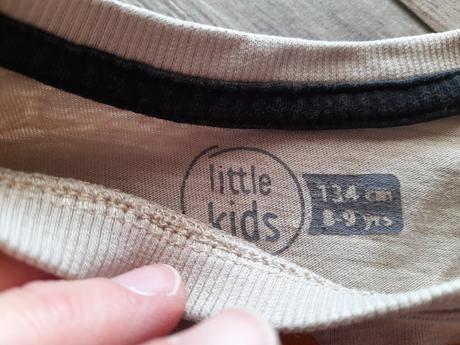 little
kids
134 cm
8-9 yrs